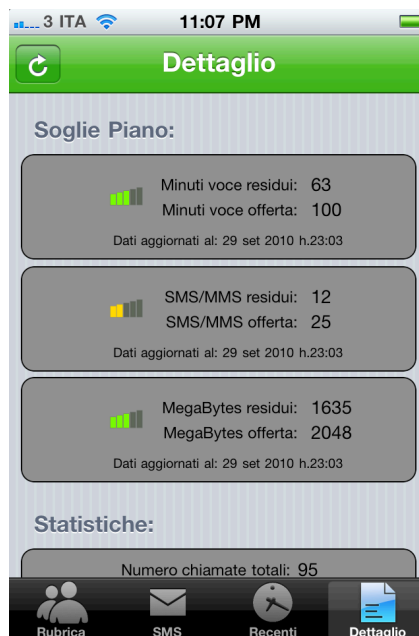 3 ITA 11:07 PM
Dettaglio
Soglie Piano:
Minuti voce residui: 63
Minuti voce offerta: 100
Dati aggiornati al: 29 set 2010 h.23:03
SMS/MMS residui: 12
SMS/MMS offerta: 25
Dati aggiornati al: 29 set 2010 h.23:03
MegaBytes residui: 1635
MegaBytes offerta: 2048
Dati aggiornati al: 29 set 2010 h.23:03
Statistiche:
Numero chiamate totali: 95
Rubrica SMS Recenti Dettaglio